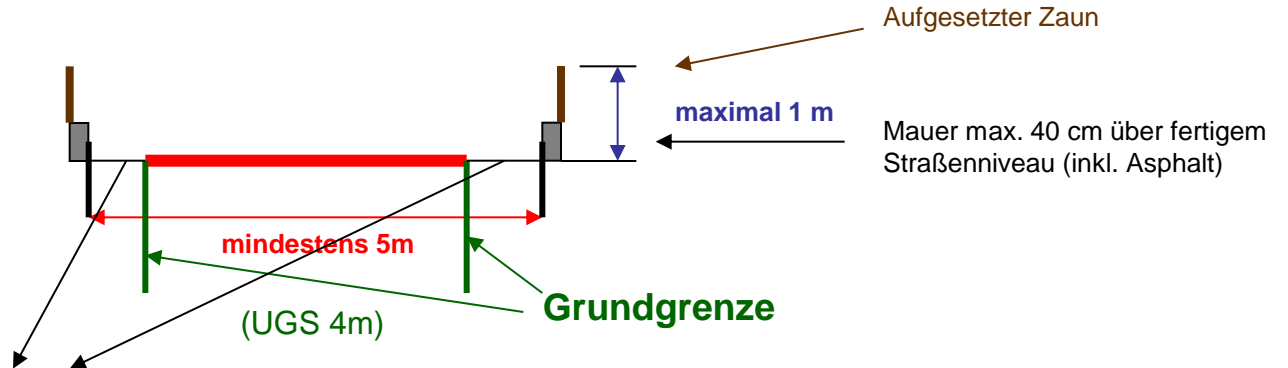 Aufgesetzter Zaun
maximal 1 m
Mauer max. 40 cm über fertigem
Straßenniveau (inkl. Asphalt)
mindestens 5m
Grundgrenze
(UGS 4m)